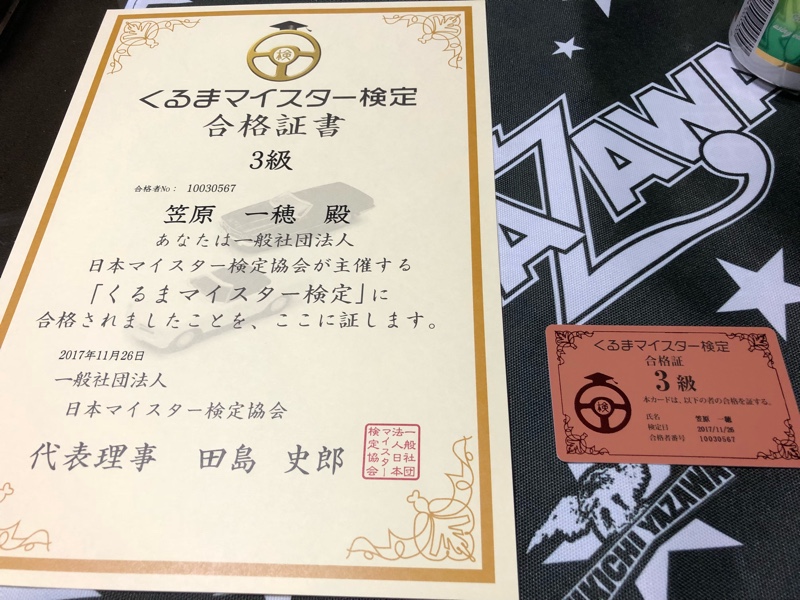 検
くるまマイスター検定
合格証書
3級
合格者No： 10030567
笠原 一穂 殿
あなたは一般社団法人
日本マイスター検定協会が主催する
「くるまマイスター検定」に
合格されましたことを、ここに証します。
2017年11月26日
一般社団法人
日本マイスター検定協会
代表理事 田島 史郎
一般社団
法人日本
マイスター
検定協会
AZAWA
くるまマイスター検定
合格証
3級
本カードは、以下の者の合格を証する。
検
氏名 笠原 一穂
検定日 2017/11/26
合格者番号 10030567
IKICHI YAZAWA